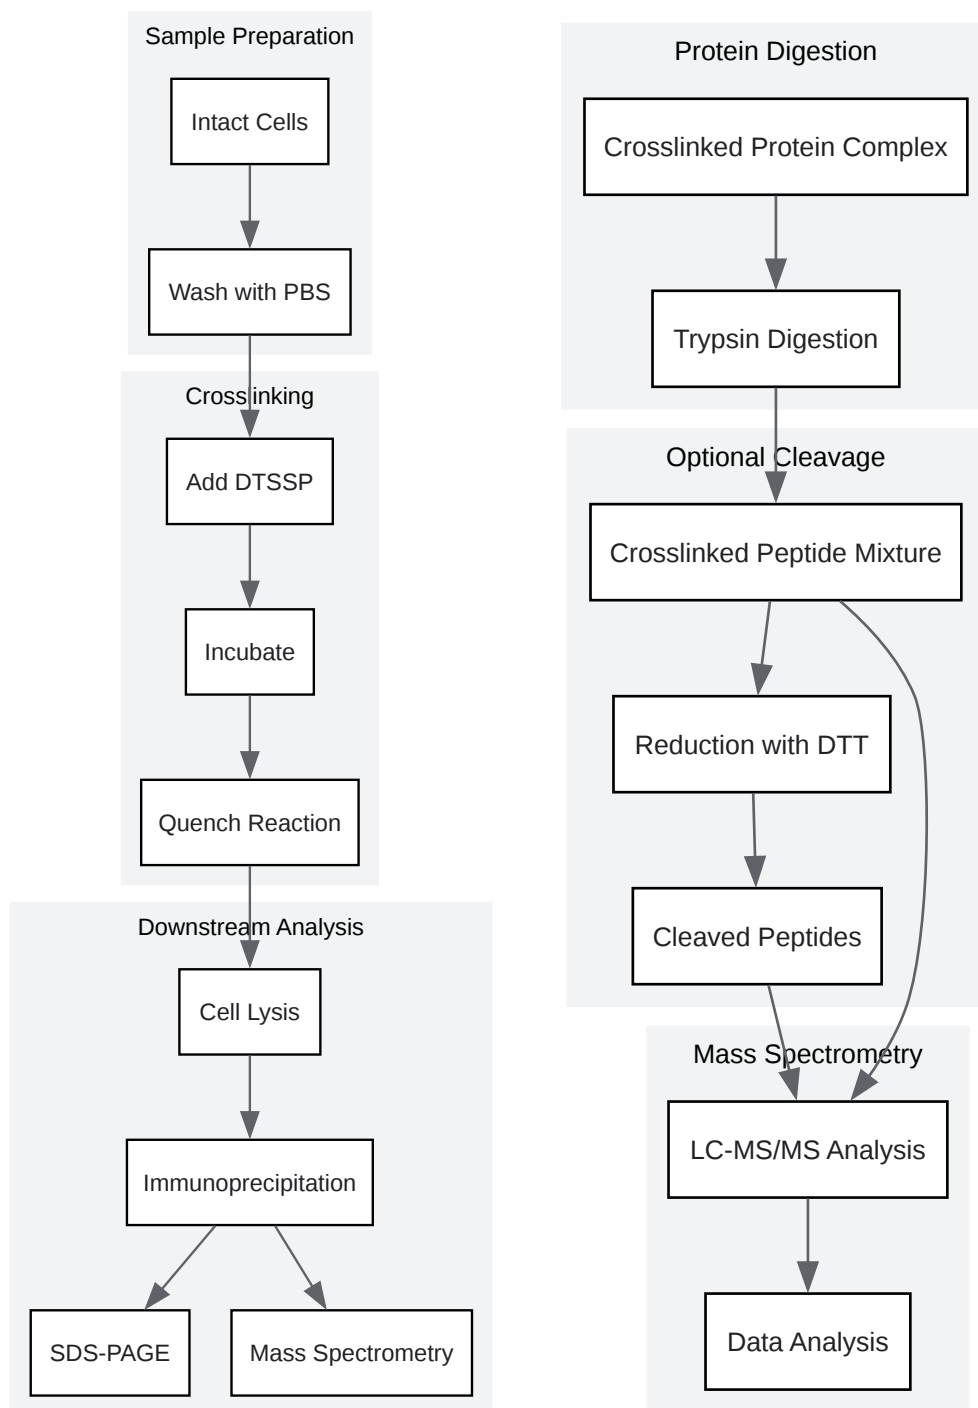 Sample Preparation
Intact Cells
Wash with PBS
Crosslinking
Add DTSSP
Incubate
Quench Reaction
Downstream Analysis
Cell Lysis
Immunoprecipitation
SDS-PAGE
Mass Spectrometry
Protein Digestion
Crosslinked Protein Complex
Trypsin Digestion
Optional Cleavage
Crosslinked Peptide Mixture
Reduction with DTT
Cleaved Peptides
Mass Spectrometry
LC-MS/MS Analysis
Data Analysis